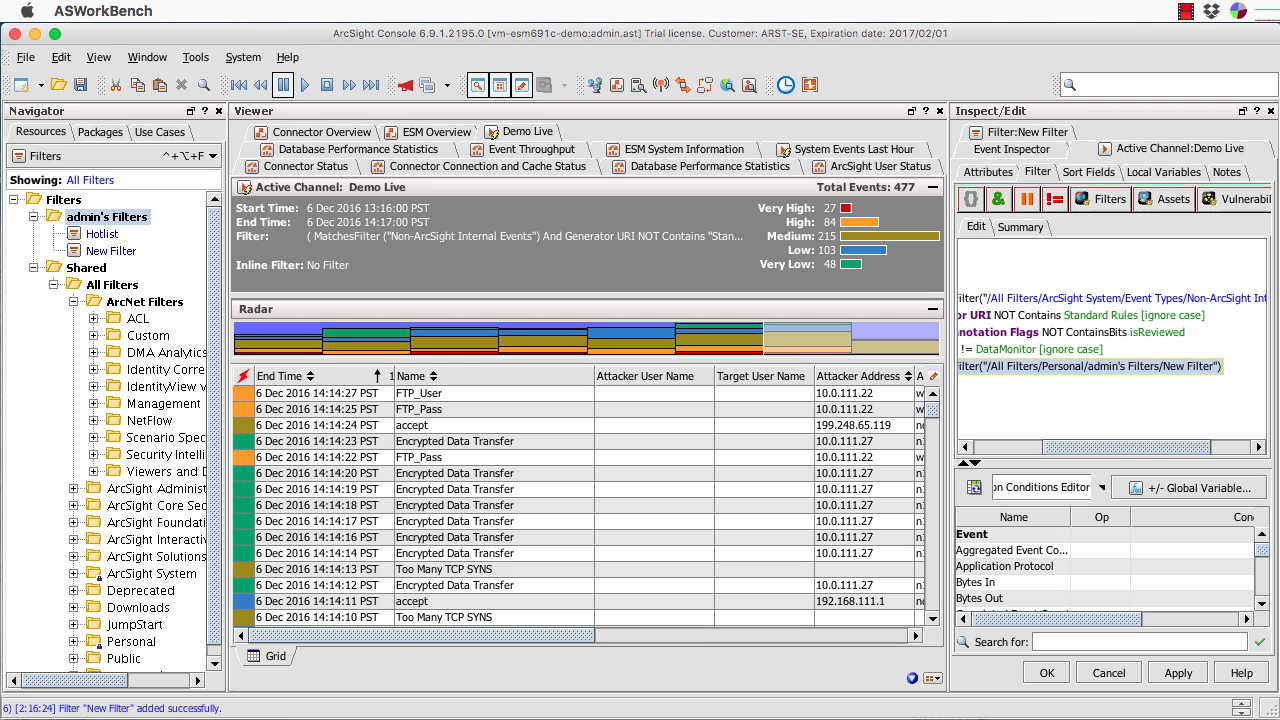 ASWorkBench
ArcSight Console 6.9.1.2195.0 [vm-esm691c-demo:admin.ast] Trial license. Customer: ARST-SE, Expiration date: 2017/02/01
File Edit View Window Tools System Help
Navigator
Resources Packages Use Cases
Filters ^+⌥+F
Showing: All Filters
Filters
admin's Filters
Hotlist
New Filter
Shared
All Filters
ArcNet Filters
ACL
Custom
DMA Analytics
Identity Corre
IdentityView v
Management
NetFlow
Scenario Spec
Security Intelli
Viewers and D
ArcSight Administ
ArcSight Core Sec
ArcSight Foundati
ArcSight Interactiv
ArcSight Solutions
ArcSight System
Deprecated
Downloads
JumpStart
Personal
Public
Viewer
Connector Overview ESM Overview Demo Live
Database Performance Statistics Event Throughput ESM System Information System Events Last Hour
Connector Status Connector Connection and Cache Status Database Performance Statistics ArcSight User Status
Active Channel: Demo Live Total Events: 477
Start Time: 6 Dec 2016 13:16:00 PST Very High: 27
End Time: 6 Dec 2016 14:17:00 PST High: 84
Filter: ( MatchesFilter ("Non-ArcSight Internal Events") And Generator URI NOT Contains "Stan... Medium: 215
Low: 103
Inline Filter: No Filter Very Low: 48
Radar
End Time 1 Name Attacker User Name Target User Name Attacker Address A
6 Dec 2016 14:14:27 PST FTP_User 10.0.111.22 w
6 Dec 2016 14:14:25 PST FTP_Pass 10.0.111.22 w
6 Dec 2016 14:14:24 PST accept 199.248.65.119 n
6 Dec 2016 14:14:23 PST Encrypted Data Transfer 10.0.111.27 n
6 Dec 2016 14:14:22 PST FTP_Pass 10.0.111.22 w
6 Dec 2016 14:14:20 PST Encrypted Data Transfer 10.0.111.27 n
6 Dec 2016 14:14:19 PST Encrypted Data Transfer 10.0.111.27 n
6 Dec 2016 14:14:18 PST Encrypted Data Transfer 10.0.111.27 n
6 Dec 2016 14:14:17 PST Encrypted Data Transfer 10.0.111.27 n
6 Dec 2016 14:14:16 PST Encrypted Data Transfer 10.0.111.27 n
6 Dec 2016 14:14:14 PST Encrypted Data Transfer 10.0.111.27 n
6 Dec 2016 14:14:13 PST Too Many TCP SYNS
6 Dec 2016 14:14:12 PST Encrypted Data Transfer 10.0.111.27 n
6 Dec 2016 14:14:11 PST accept 192.168.111.1 n
6 Dec 2016 14:14:10 PST Too Many TCP SYNS
Grid
Inspect/Edit
Filter:New Filter
Event Inspector Active Channel:Demo Live
Attributes Filter Sort Fields Local Variables Notes
{} & || != Filters Assets Vulnerabil
Edit Summary
Filter("/All Filters/ArcSight System/Event Types/Non-ArcSight Int
or URI NOT Contains Standard Rules [ignore case]
nnotation Flags NOT ContainsBits isReviewed
!= DataMonitor [ignore case]
Filter("/All Filters/Personal/admin's Filters/New Filter")
on Conditions Editor +/- Global Variable...
Name Op Con
Event
Aggregated Event Co...
Application Protocol
Bytes In
Bytes Out
Search for:
OK Cancel Apply Help
6) [2:16:24] Filter "New Filter" added successfully.